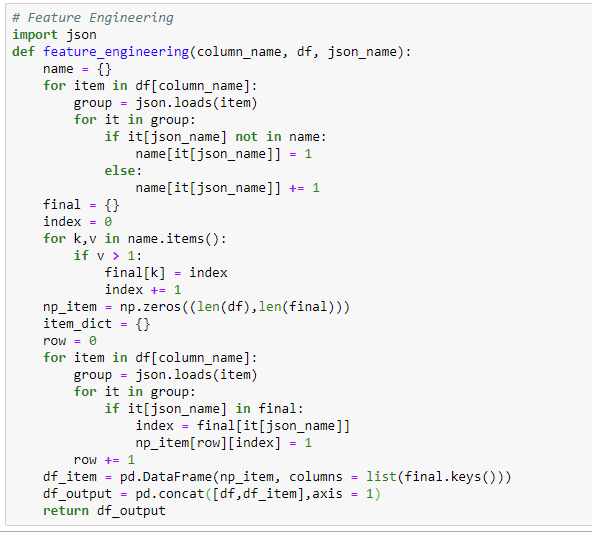 # Feature Engineering
import json
def feature_engineering(column_name, df, json_name):
    name = {}
    for item in df[column_name]:
        group = json.loads(item)
        for it in group:
            if it[json_name] not in name:
                name[it[json_name]] = 1
            else:
                name[it[json_name]] += 1
    final = {}
    index = 0
    for k,v in name.items():
        if v > 1:
            final[k] = index
            index += 1
    np_item = np.zeros((len(df),len(final)))
    item_dict = {}
    row = 0
    for item in df[column_name]:
        group = json.loads(item)
        for it in group:
            if it[json_name] in final:
                index = final[it[json_name]]
                np_item[row][index] = 1
        row += 1
    df_item = pd.DataFrame(np_item, columns = list(final.keys()))
    df_output = pd.concat([df,df_item],axis = 1)
    return df_output